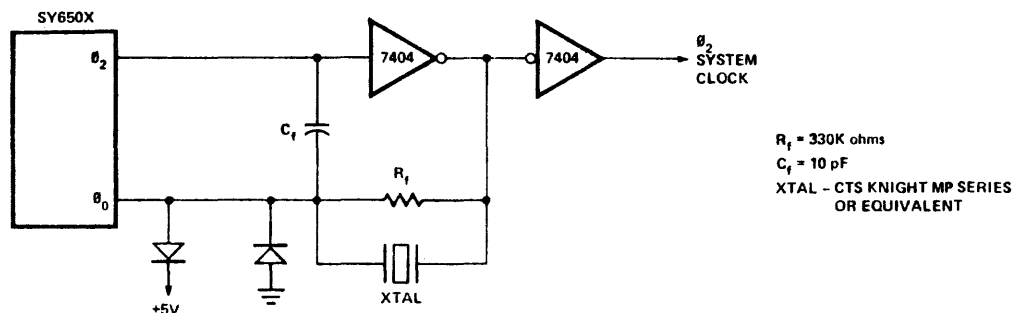 SY650X
Ø2
7404
7404
Ø2
SYSTEM
CLOCK
Cf
Rf = 330K ohms
Cf = 10 pF
XTAL – CTS KNIGHT MP SERIES
OR EQUIVALENT
Rf
Ø0
XTAL
+5V